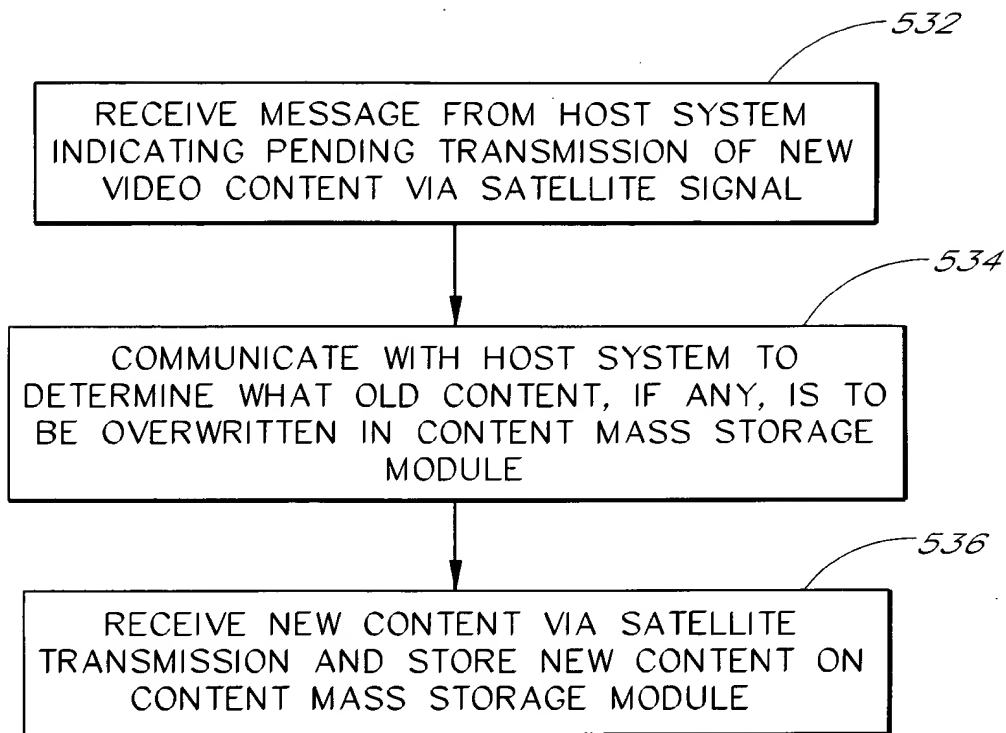 532
RECEIVE MESSAGE FROM HOST SYSTEM
INDICATING PENDING TRANSMISSION OF NEW
VIDEO CONTENT VIA SATELLITE SIGNAL
534
COMMUNICATE WITH HOST SYSTEM TO
DETERMINE WHAT OLD CONTENT, IF ANY, IS TO
BE OVERWRITTEN IN CONTENT MASS STORAGE
MODULE
536
RECEIVE NEW CONTENT VIA SATELLITE
TRANSMISSION AND STORE NEW CONTENT ON
CONTENT MASS STORAGE MODULE